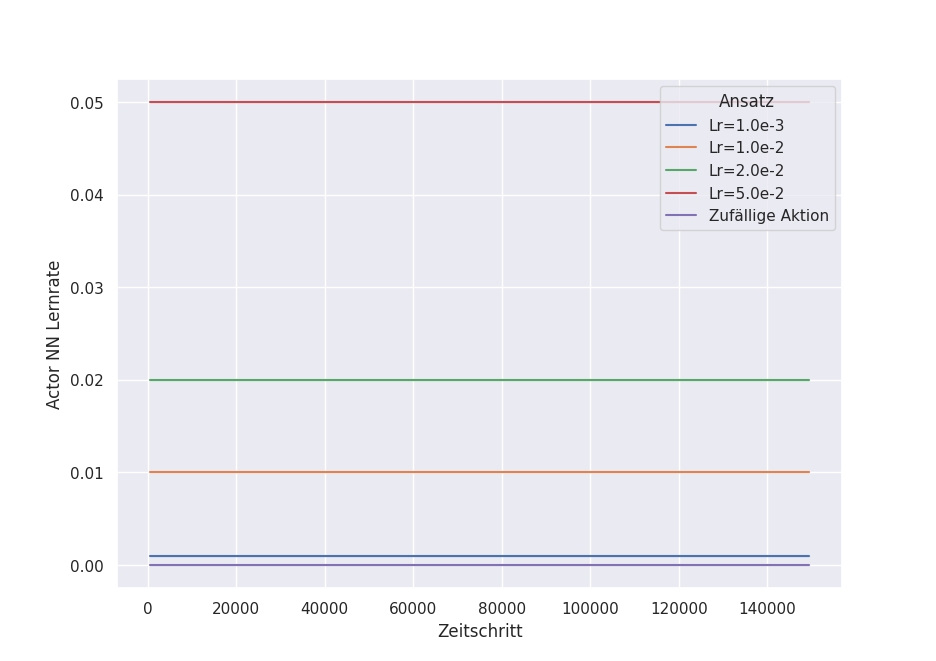 Ansatz
Lr=1.0e-3
Lr=1.0e-2
Lr=2.0e-2
Lr=5.0e-2
Zufällige Aktion
0.05
0.04
0.03
0.02
0.01
0.00
Actor NN Lernrate
0 20000 40000 60000 80000 100000 120000 140000
Zeitschritt